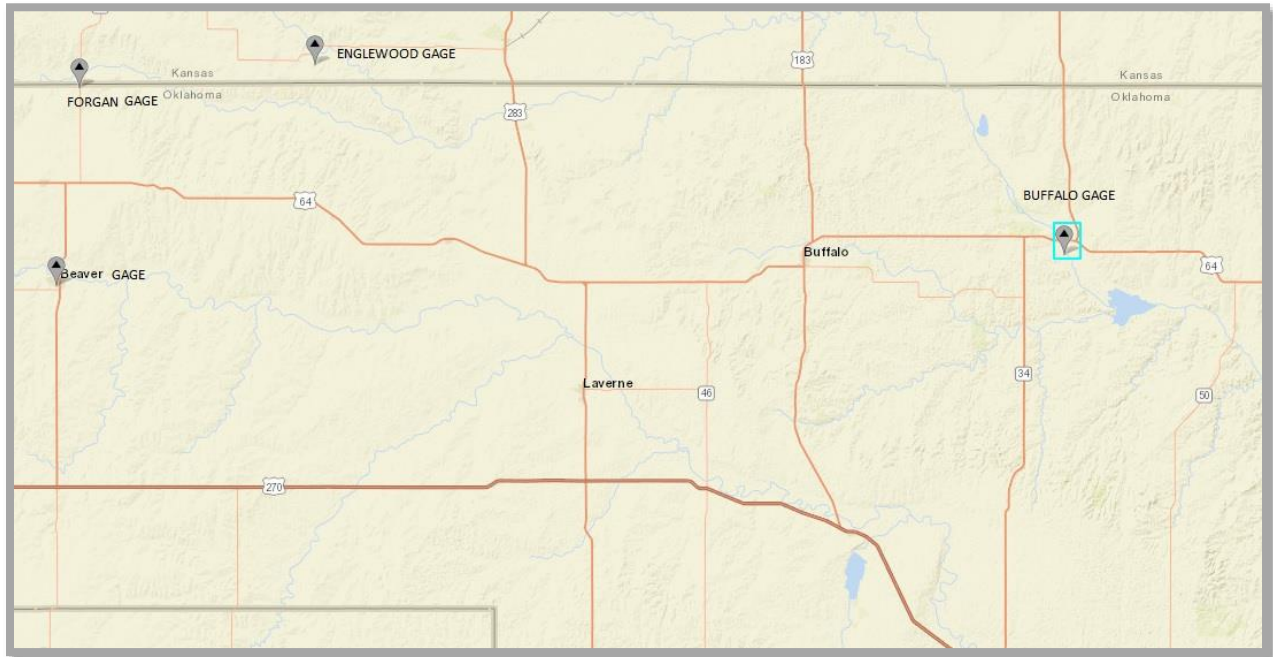 183
ENGLEWOOD GAGE
Kansas
Kansas
FORGAN GAGE
Oklahoma
Oklahoma
283
BUFFALO GAGE
64
Buffalo
64
Beaver GAGE
34
Laverne
46
50
270